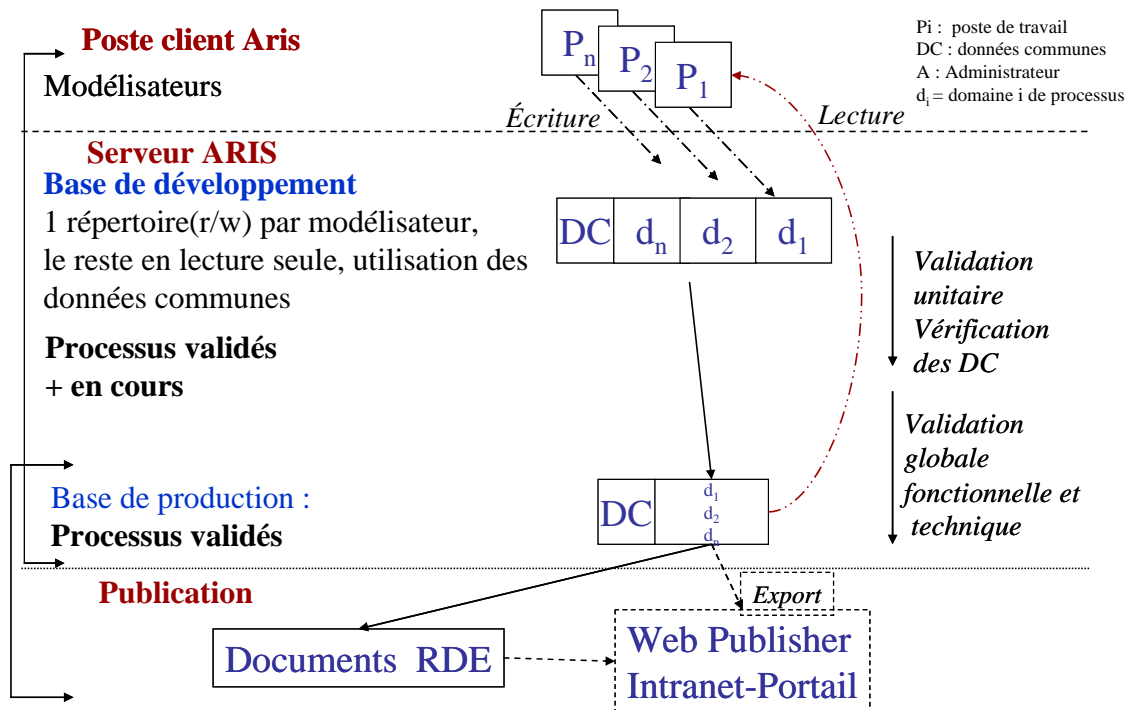 Poste client Aris
Modélisateurs
Pn
P2
P1
Pi : poste de travail
DC : données communes
A : Administrateur
di = domaine i de processus
Écriture
Lecture
Serveur ARIS
Base de développement
1 répertoire(r/w) par modélisateur,
le reste en lecture seule, utilisation des
données communes
Processus validés
+ en cours
DC dn d2 d1
Validation
unitaire
Vérification
des DC
Validation
globale
fonctionnelle et
technique
Base de production :
Processus validés
DC
d1
d2
dn
Publication
Export
Documents RDE
Web Publisher
Intranet-Portail